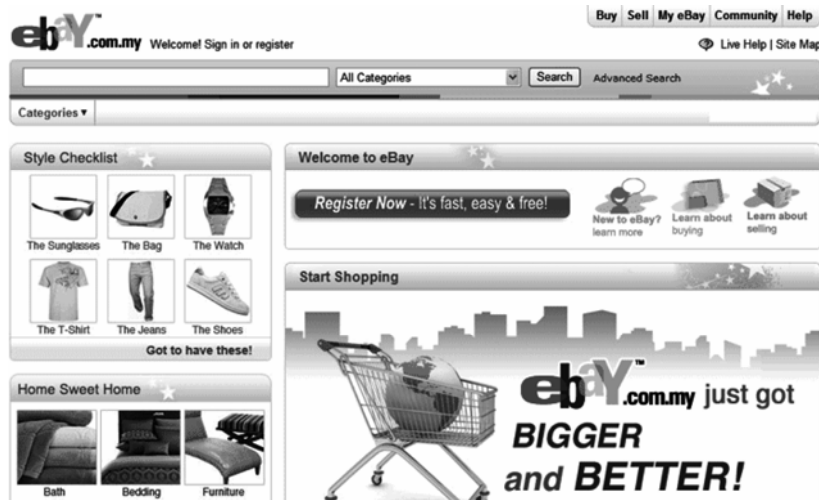 Buy Sell My eBay Community Help
ebaY™.com.my Welcome! Sign in or register
Live Help | Site Map
All Categories Search Advanced Search
Categories ▾
Style Checklist
The Sunglasses The Bag The Watch
The T-Shirt The Jeans The Shoes
Got to have these!
Home Sweet Home
Bath Bedding Furniture
Welcome to eBay
Register Now - It's fast, easy & free!
New to eBay? Learn about Learn about
learn more buying selling
Start Shopping
ebaY™.com.my just got
BIGGER
and BETTER!